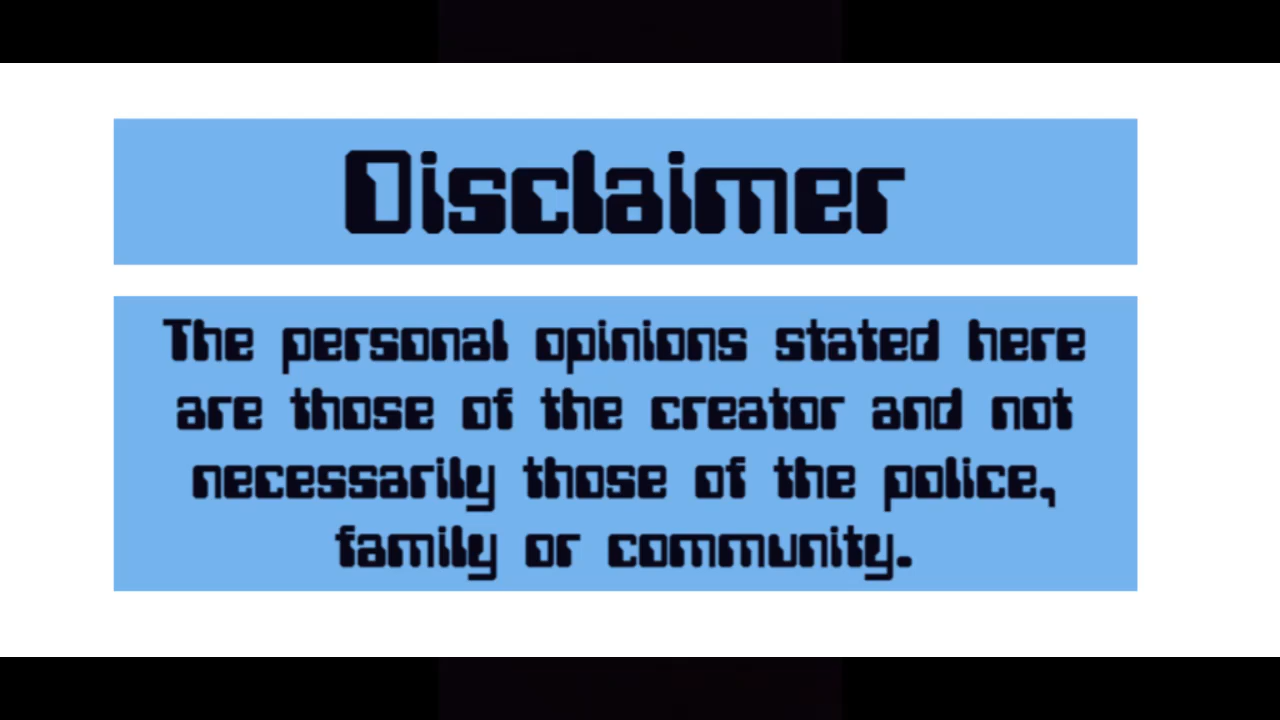 Disclaimer
The personal opinions stated here
are those of the creator and not
necessarily those of the police,
family or community.